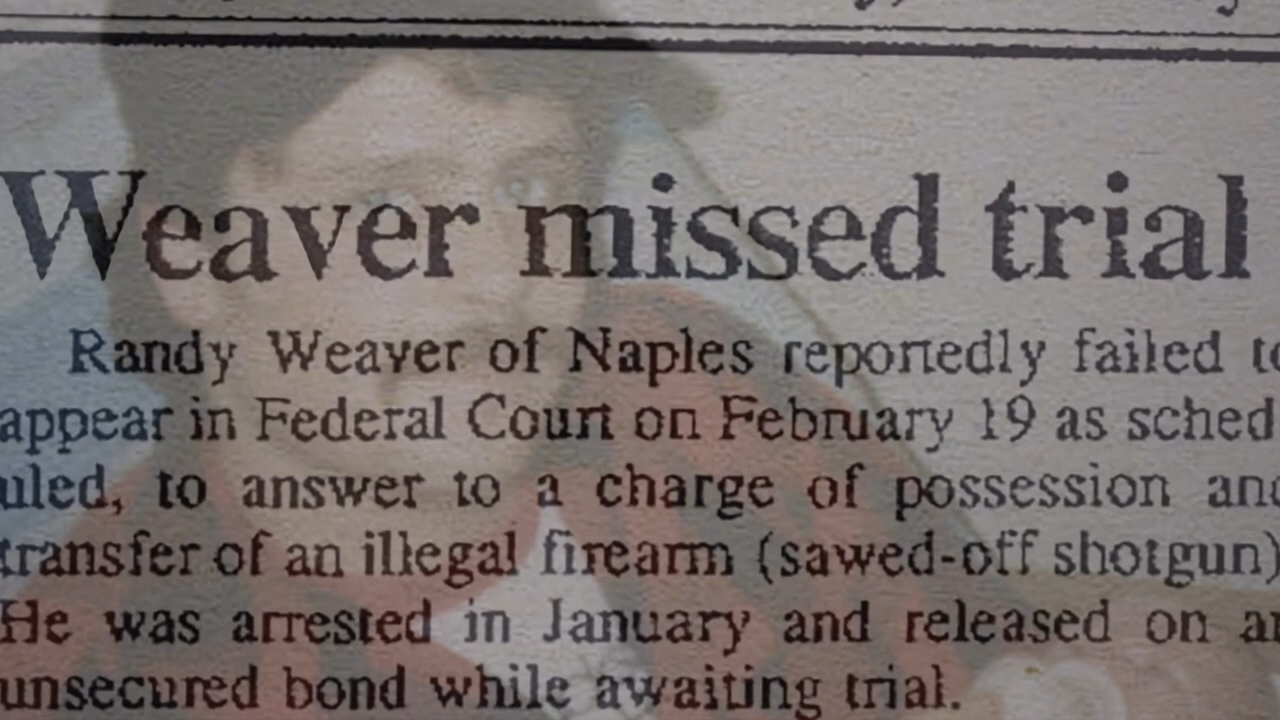 Weaver missed trial
Randy Weaver of Naples reportedly failed to
appear in Federal Court on February 19 as sched
uled, to answer to a charge of possession and
transfer of an illegal firearm (sawed-off shotgun)
He was arrested in January and released on an
unsecured bond while awaiting trial.